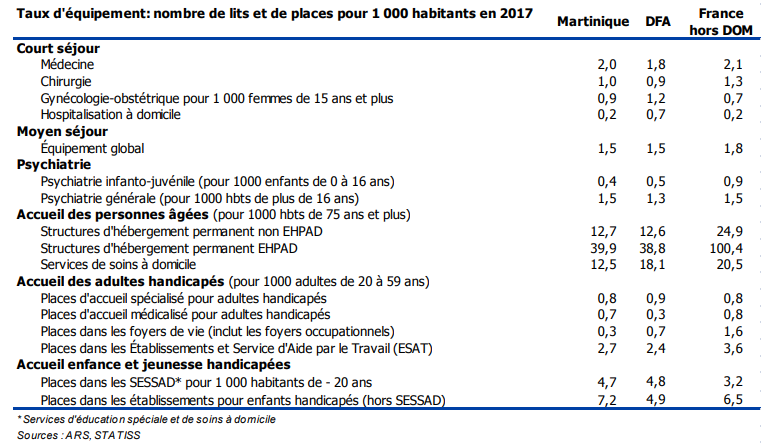 Taux d'équipement: nombre de lits et de places pour 1 000 habitants en 2017
Martinique DFA France hors DOM
Court séjour
Médecine 2,0 1,8 2,1
Chirurgie 1,0 0,9 1,3
Gynécologie-obstétrique pour 1 000 femmes de 15 ans et plus 0,9 1,2 0,7
Hospitalisation à domicile 0,2 0,7 0,2
Moyen séjour
Équipement global 1,5 1,5 1,8
Psychiatrie
Psychiatrie infanto-juvénile (pour 1000 enfants de 0 à 16 ans) 0,4 0,5 0,9
Psychiatrie générale (pour 1000 hbts de plus de 16 ans) 1,5 1,3 1,5
Accueil des personnes âgées (pour 1000 hbts de 75 ans et plus)
Structures d'hébergement permanent non EHPAD 12,7 12,6 24,9
Structures d'hébergement permanent EHPAD 39,9 38,8 100,4
Services de soins à domicile 12,5 18,1 20,5
Accueil des adultes handicapés (pour 1000 adultes de 20 à 59 ans)
Places d'accueil spécialisé pour adultes handicapés 0,8 0,9 0,8
Places d'accueil médicalisé pour adultes handicapés 0,7 0,3 0,8
Places dans les foyers de vie (inclut les foyers occupationnels) 0,3 0,7 1,6
Places dans les Établissements et Service d'Aide par le Travail (ESAT) 2,7 2,4 3,6
Accueil enfance et jeunesse handicapées
Places dans les SESSAD* pour 1 000 habitants de - 20 ans 4,7 4,8 3,2
Places dans les établissements pour enfants handicapés (hors SESSAD) 7,2 4,9 6,5
* Services d'éducation spéciale et de soins à domicile
Sources : ARS, STATISS